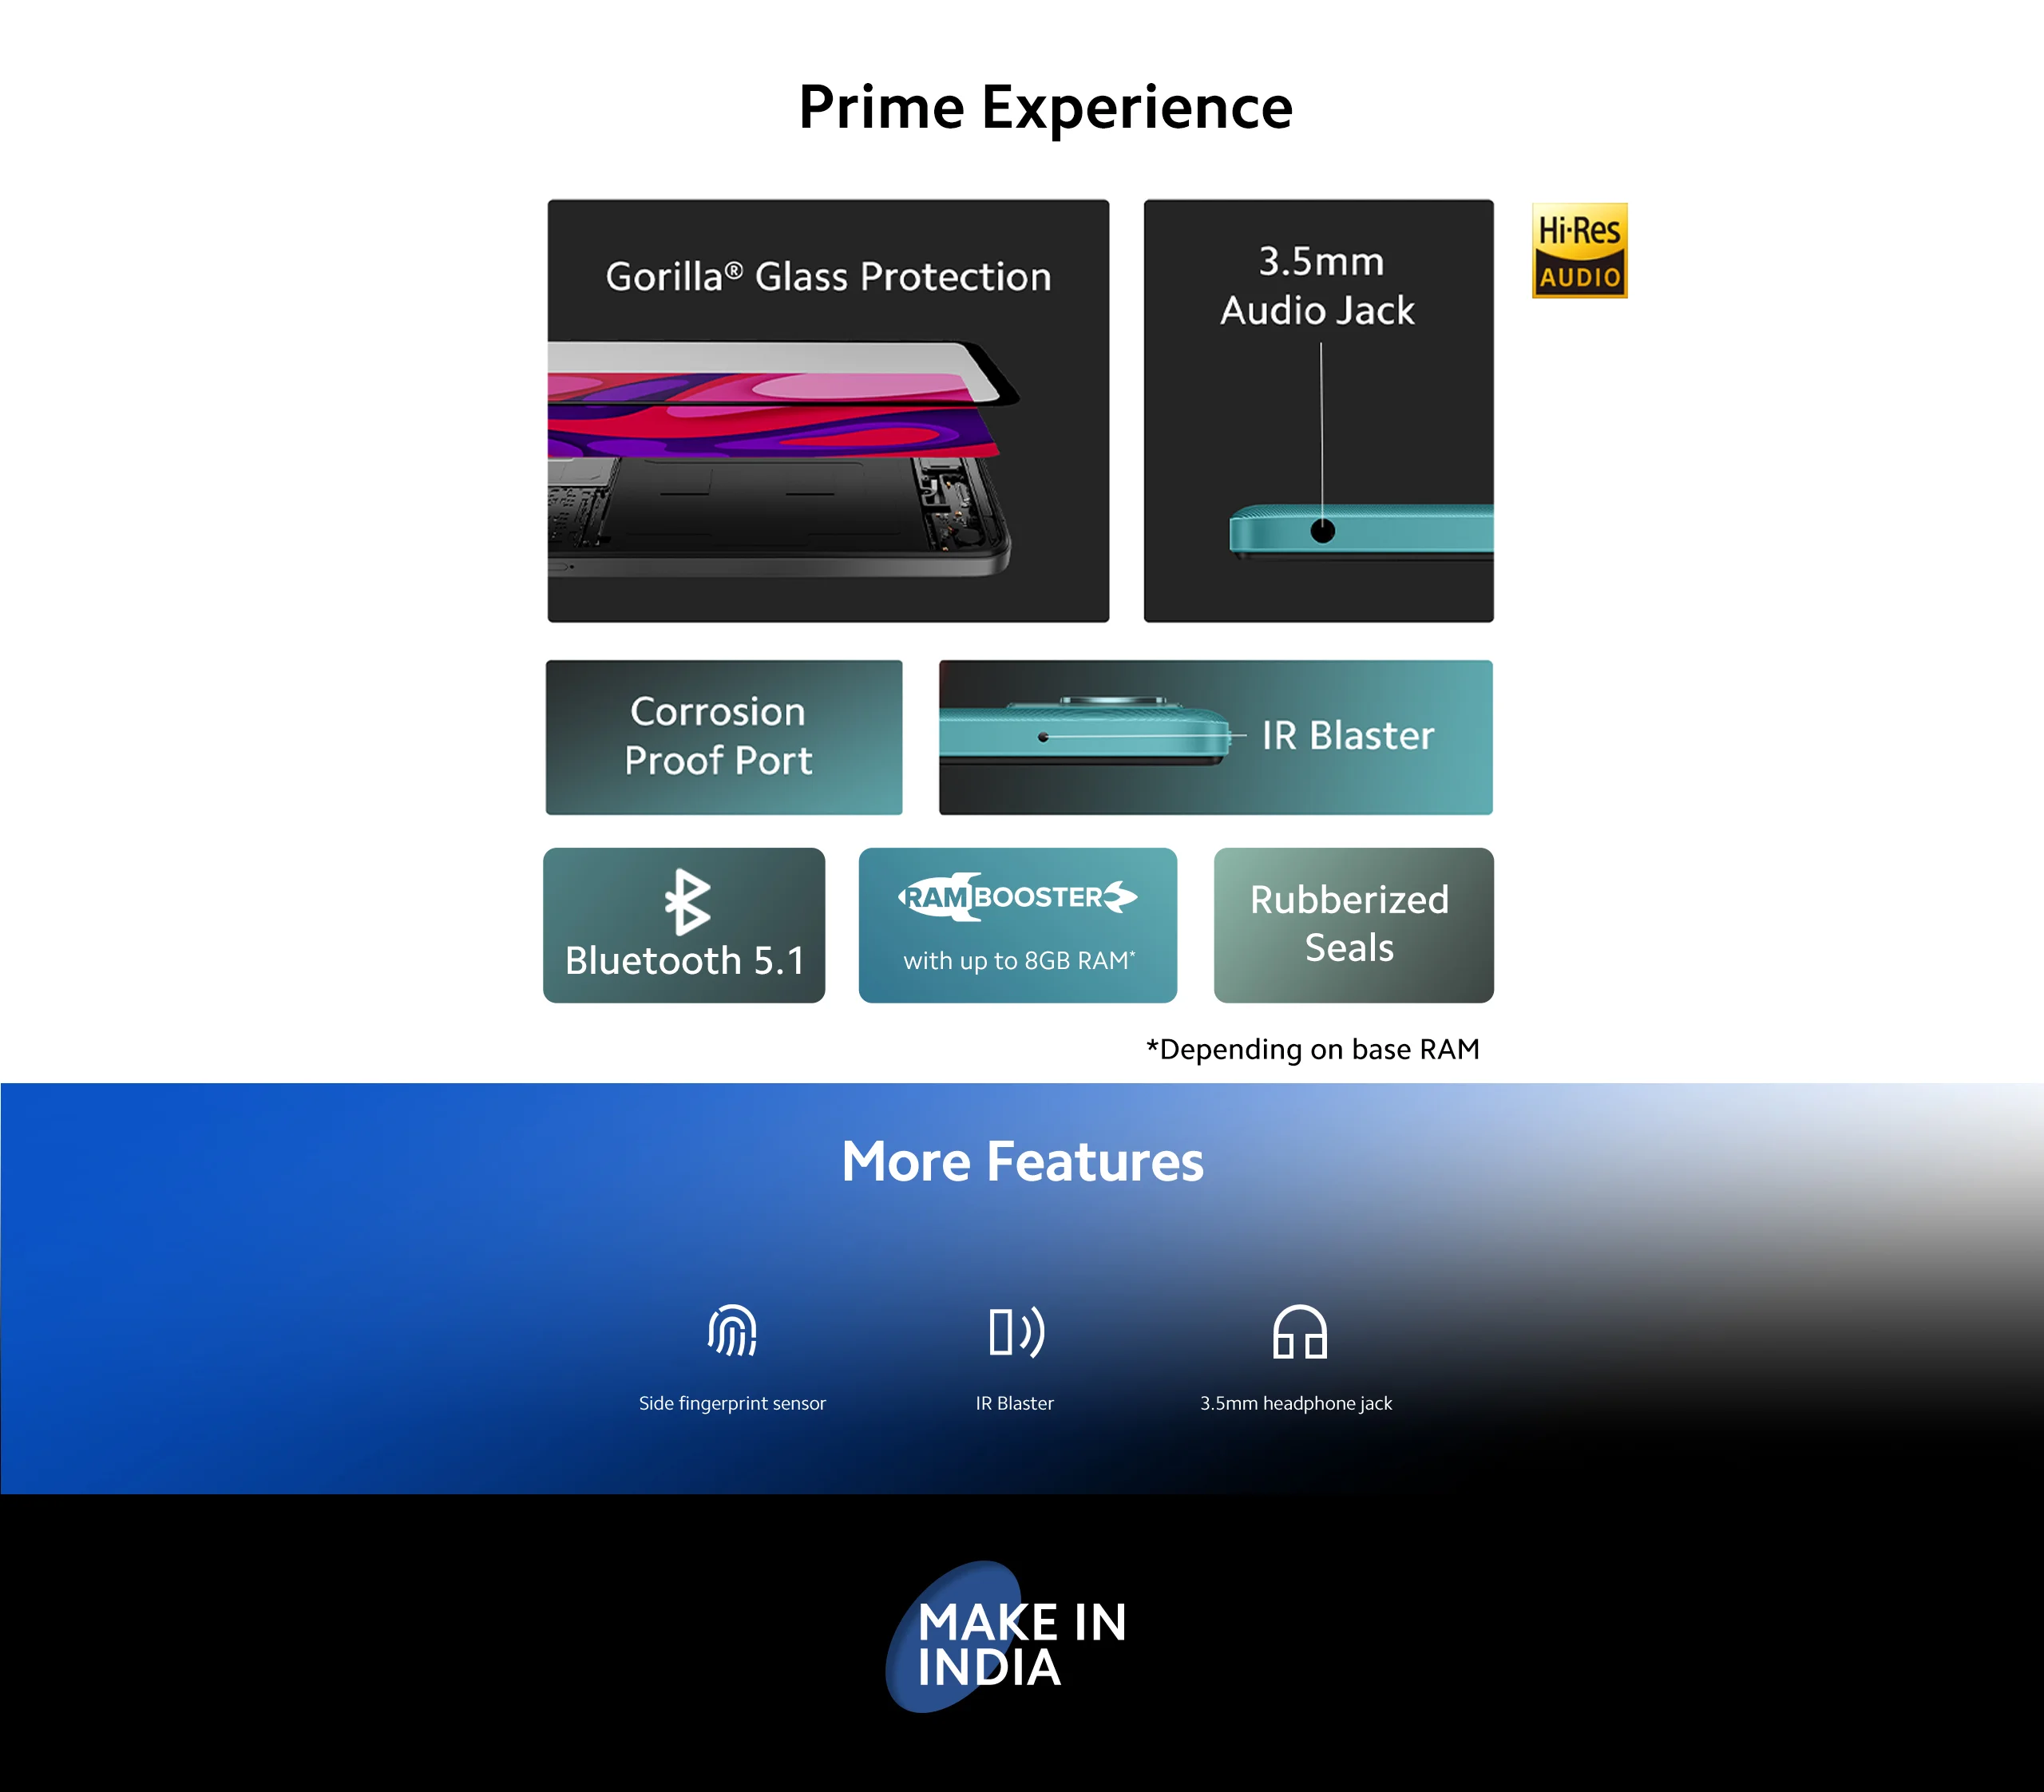 Prime Experience
Gorilla® Glass Protection
3.5mm
Audio Jack
Hi-Res
AUDIO
Corrosion
Proof Port
IR Blaster
Bluetooth 5.1
RAM BOOSTER
with up to 8GB RAM*
Rubberized
Seals
*Depending on base RAM
More Features
Side fingerprint sensor
IR Blaster
3.5mm headphone jack
MAKE IN
INDIA